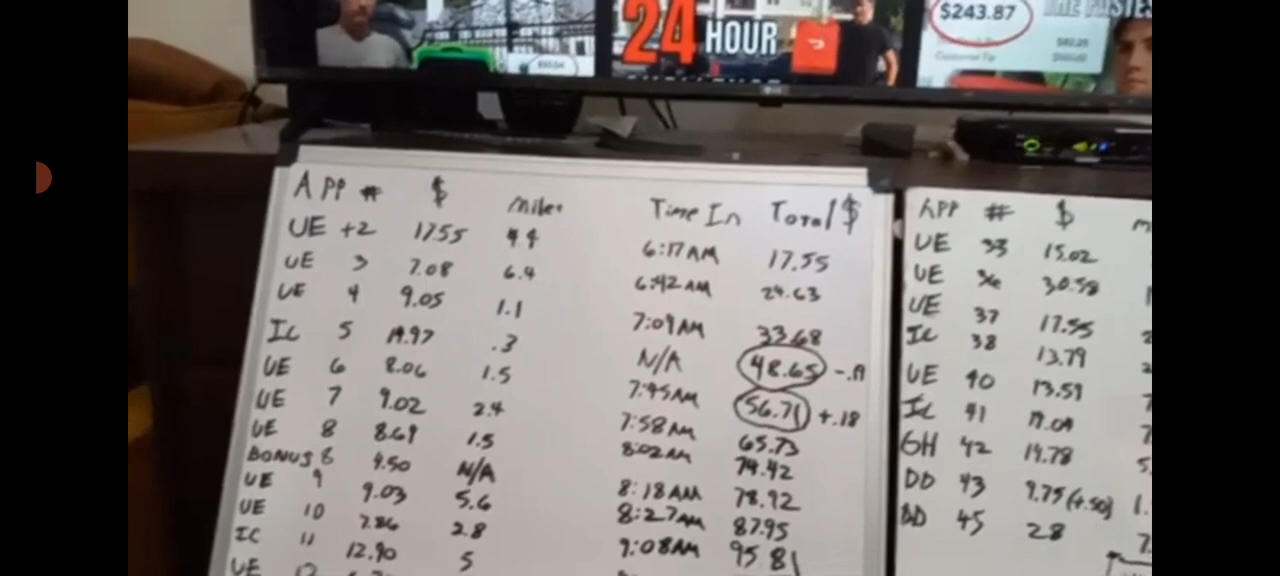 $243.87
24 HOUR
APP # $ Miles Time In Total $
UE +2 17.55 4.4 6:17AM 17.55
UE 3 7.08 6.4 6:42AM 24.63
UE 4 9.05 1.1 7:09AM 33.68
IC 5 14.97 .3 N/A 48.65
UE 6 8.06 1.5 7:45AM 56.71 +.18
UE 7 9.02 2.4 7:58AM 65.73
UE 8 8.69 1.5 8:02AM 74.42
BONUS 8 4.50 N/A 78.92
UE 9 9.03 5.6 8:18AM 87.95
UE 10 7.86 2.8 8:27AM 95.81
IC 11 12.90 5 9:08AM
UE
APP # $
UE 15.02
UE 36 30.58
UE 37 17.55
IC 38 13.79
UE 40 13.59
IC 41
GH 42 14.78
DD 43 9.75 (+.50)
DD 45 28